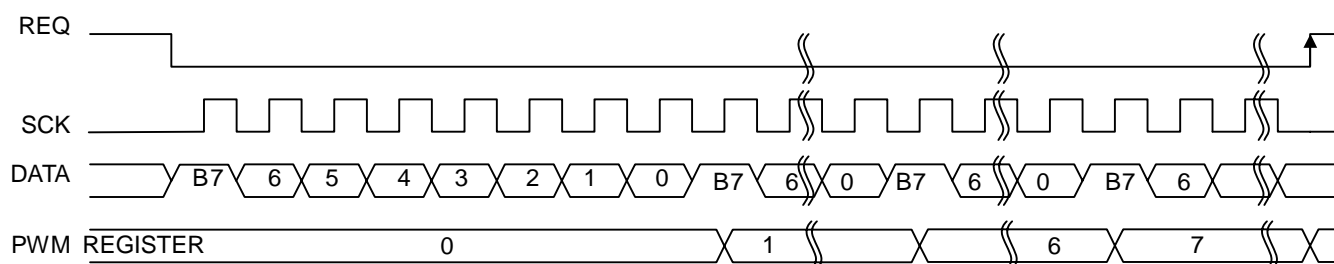 REQ
SCK
DATA B7 6 5 4 3 2 1 0 B7 6 0 B7 6 0 B7 6
PWM REGISTER 0 1 6 7